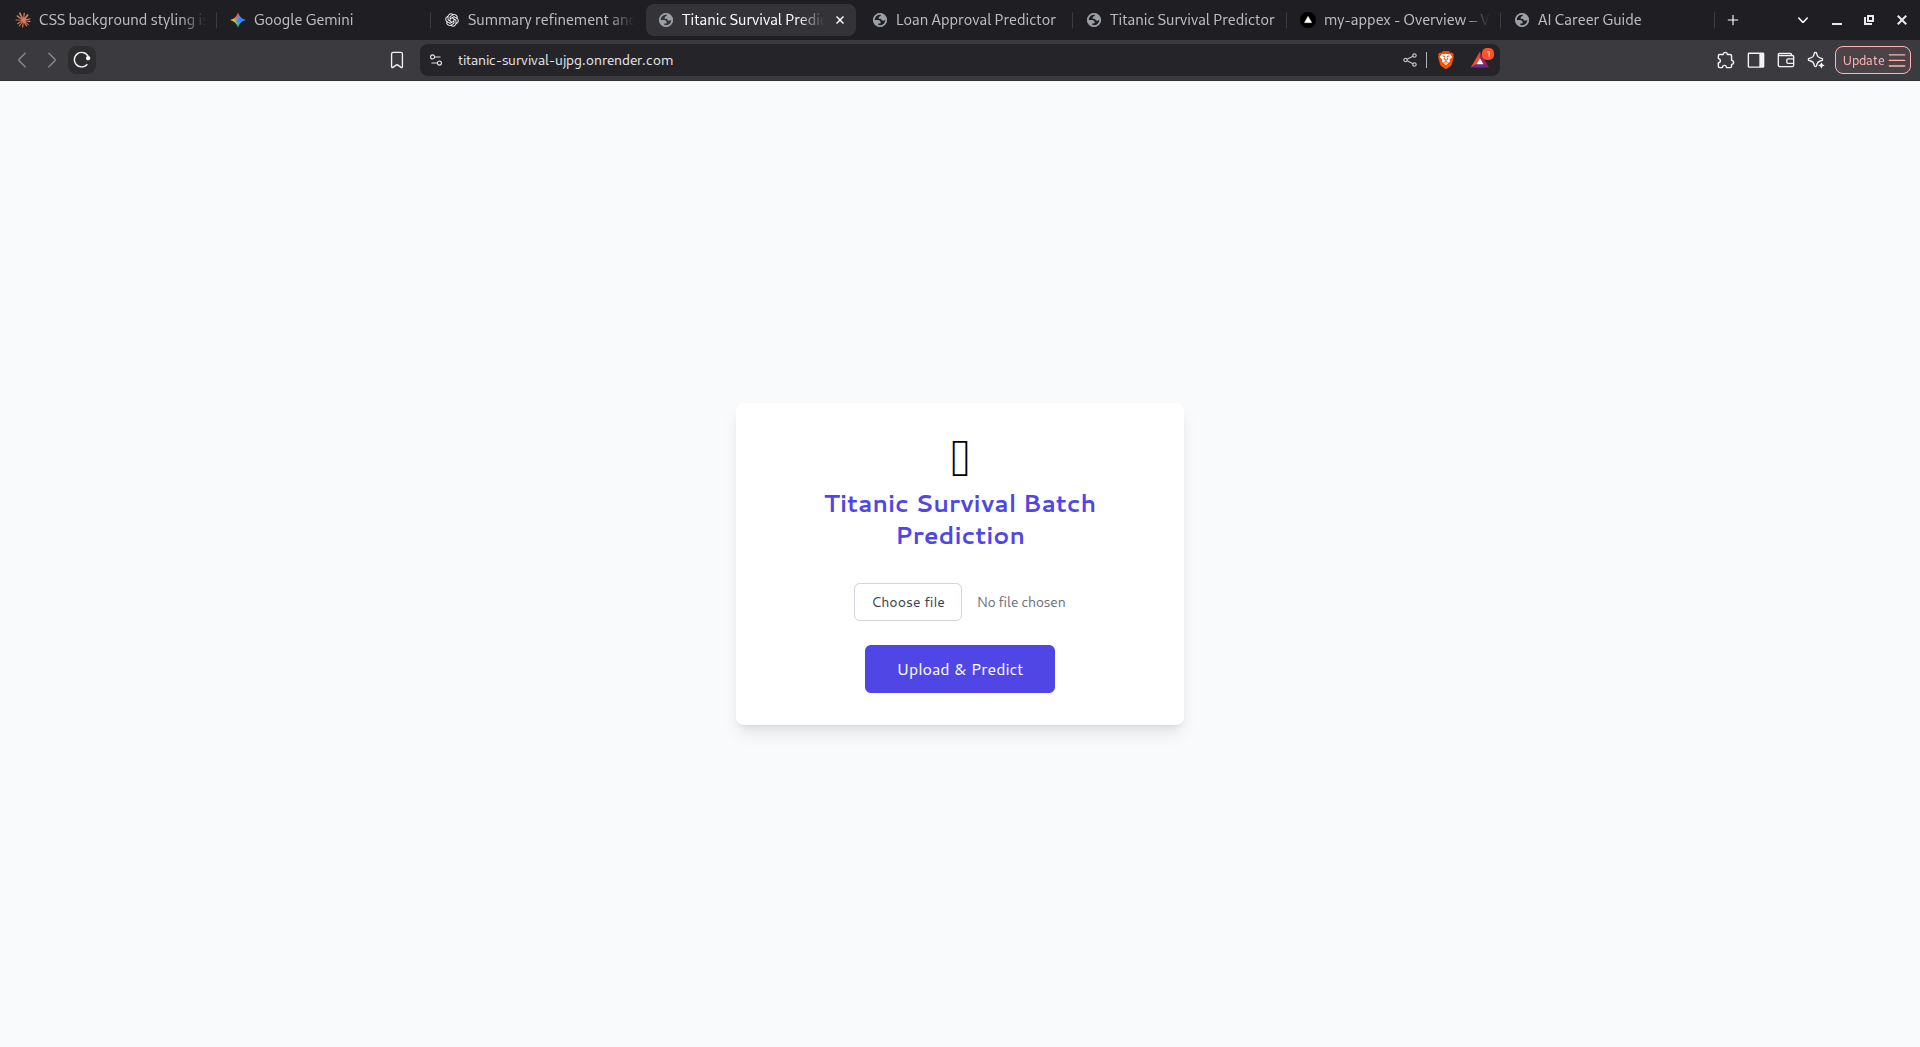 CSS background styling
Google Gemini
Summary refinement an
Titanic Survival Predi
Loan Approval Predictor
Titanic Survival Predictor
my-appex - Overview –
AI Career Guide
titanic-survival-ujpg.onrender.com
1
Update
Titanic Survival Batch
Prediction
Choose file
No file chosen
Upload & Predict